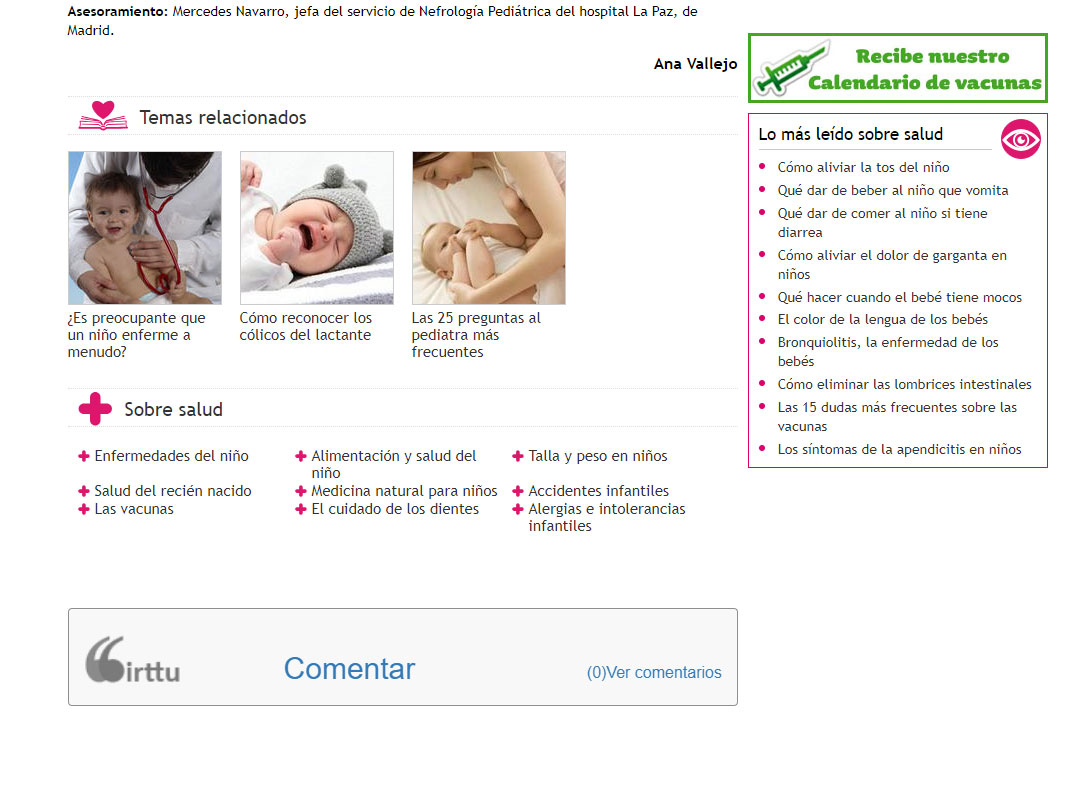 Asesoramiento: Mercedes Navarro, jefa del servicio de Nefrología Pediátrica del hospital La Paz, de
Madrid.
Ana Vallejo
Temas relacionados
¿Es preocupante que
un niño enferme a
menudo?
Cómo reconocer los
cólicos del lactante
Las 25 preguntas al
pediatra más
frecuentes
Sobre salud
Enfermedades del niño
Alimentación y salud del
niño
Talla y peso en niños
Salud del recién nacido
Medicina natural para niños
Accidentes infantiles
Las vacunas
El cuidado de los dientes
Alergias e intolerancias
infantiles
irttu
Comentar
(0)Ver comentarios
Recibe nuestro
Calendario de vacunas
Lo más leído sobre salud
Cómo aliviar la tos del niño
Qué dar de beber al niño que vomita
Qué dar de comer al niño si tiene
diarrea
Cómo aliviar el dolor de garganta en
niños
Qué hacer cuando el bebé tiene mocos
El color de la lengua de los bebés
Bronquiolitis, la enfermedad de los
bebés
Cómo eliminar las lombrices intestinales
Las 15 dudas más frecuentes sobre las
vacunas
Los síntomas de la apendicitis en niños